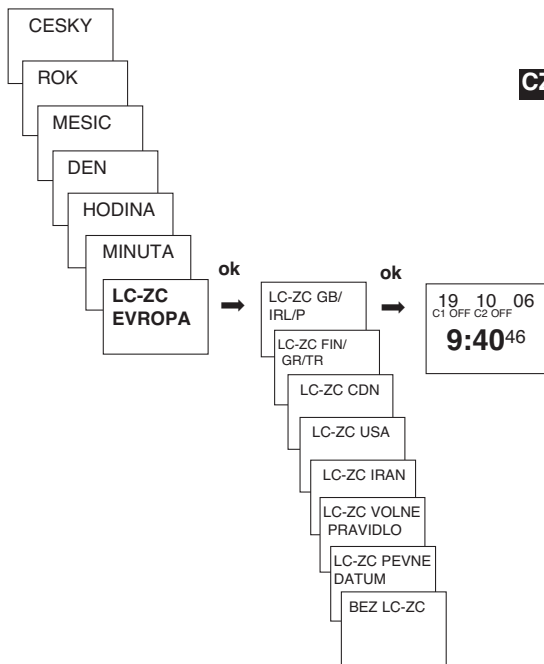 CESKY
ROK
CZ
MESIC
DEN
HODINA
MINUTA
LC-ZC
EVROPA
ok
LC-ZC GB/
IRL/P
LC-ZC FIN/
GR/TR
LC-ZC CDN
LC-ZC USA
LC-ZC IRAN
LC-ZC VOLNE
PRAVIDLO
LC-ZC PEVNE
DATUM
BEZ LC-ZC
ok
19 10 06
C1 OFF C2 OFF
9:40 46